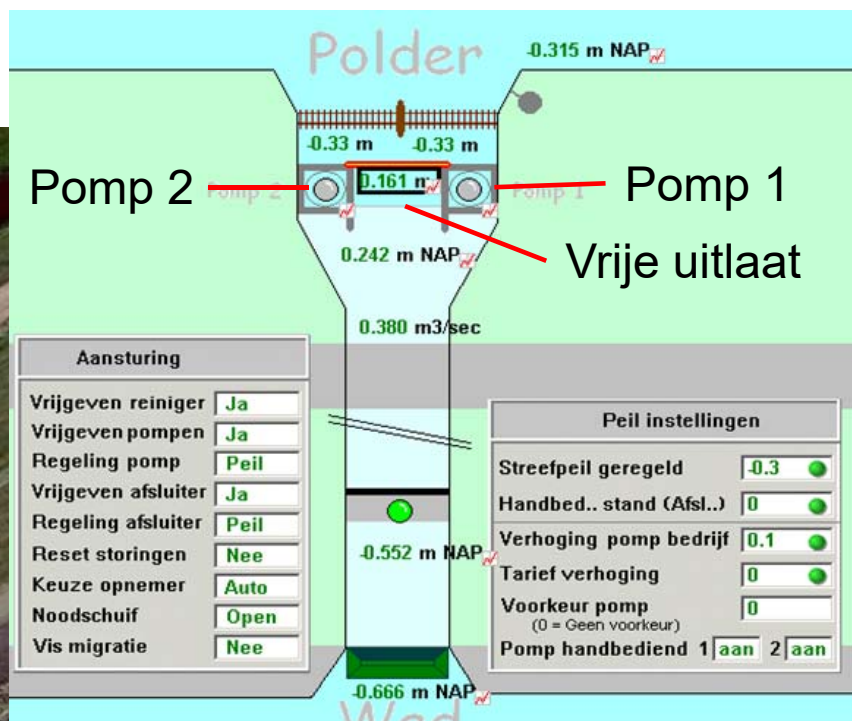 Polder
-0.315 m NAP
-0.33 m -0.33 m
0.161 m
Pomp 2 Pomp 2 Pomp 1 Pomp 1
Vrije uitlaat
0.242 m NAP
0.380 m3/sec
Aansturing
Vrijgeven reiniger Ja
Vrijgeven pompen Ja
Regeling pomp Peil
Vrijgeven afsluiter Ja
Regeling afsluiter Peil
Reset storingen Nee
Keuze opnemer Auto
Noodschuif Open
Vis migratie Nee
Peil instellingen
Streefpeil geregeld -0.3
Handbed.. stand (Afsl..) 0
Verhoging pomp bedrijf 0.1
Tarief verhoging 0
Voorkeur pomp 0
(0 = Geen voorkeur)
Pomp handbediend 1 aan 2 aan
-0.552 m NAP
-0.666 m NAP